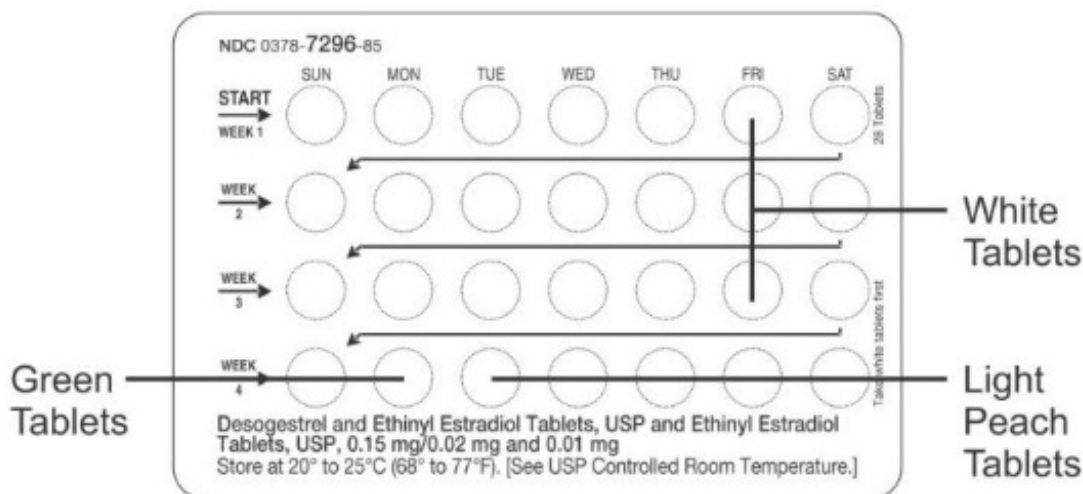 NDC 0378-7296-85
SUN MON TUE WED THU FRI SAT
START
WEEK 1
28 Tablets
WEEK
2
White
Tablets
WEEK
3
Take white tablets first
WEEK
4
Green
Tablets
Light
Peach
Tablets
Desogestrel and Ethinyl Estradiol Tablets, USP and Ethinyl Estradiol
Tablets, USP, 0.15 mg/0.02 mg and 0.01 mg
Store at 20° to 25°C (68° to 77°F). [See USP Controlled Room Temperature.]